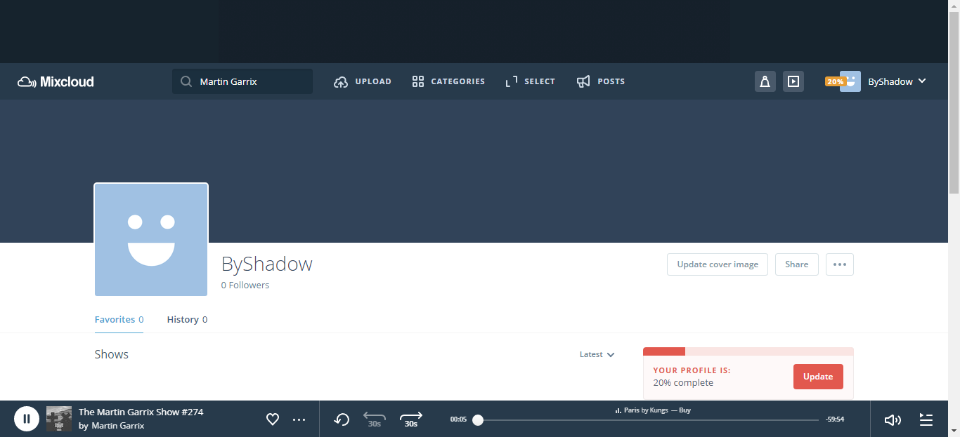 Mixcloud
Martin Garrix
UPLOAD
CATEGORIES
SELECT
POSTS
20%
ByShadow
ByShadow
0 Followers
Update cover image
Share
Favorites 0
History 0
Shows
Latest
YOUR PROFILE IS:
20% complete
Update
The Martin Garrix Show #274
by Martin Garrix
30s
30s
00:05
Paris by Kungs — Buy
-59:54